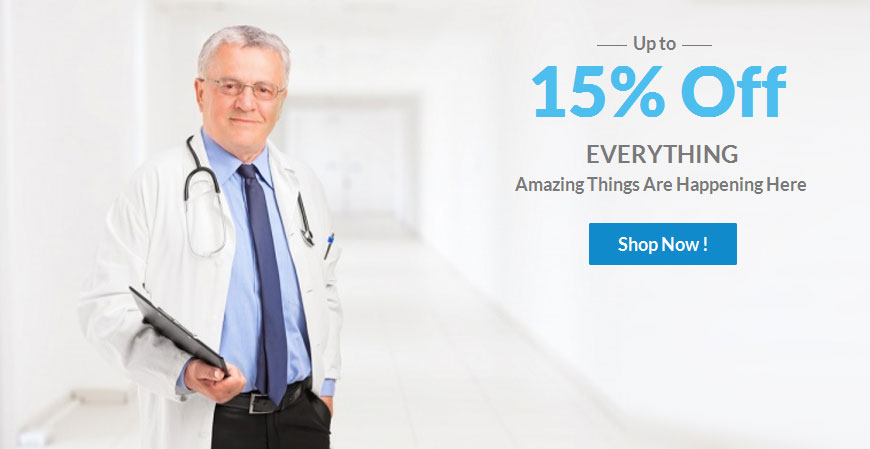 Up to
15% Off
EVERYTHING
Amazing Things Are Happening Here
Shop Now !